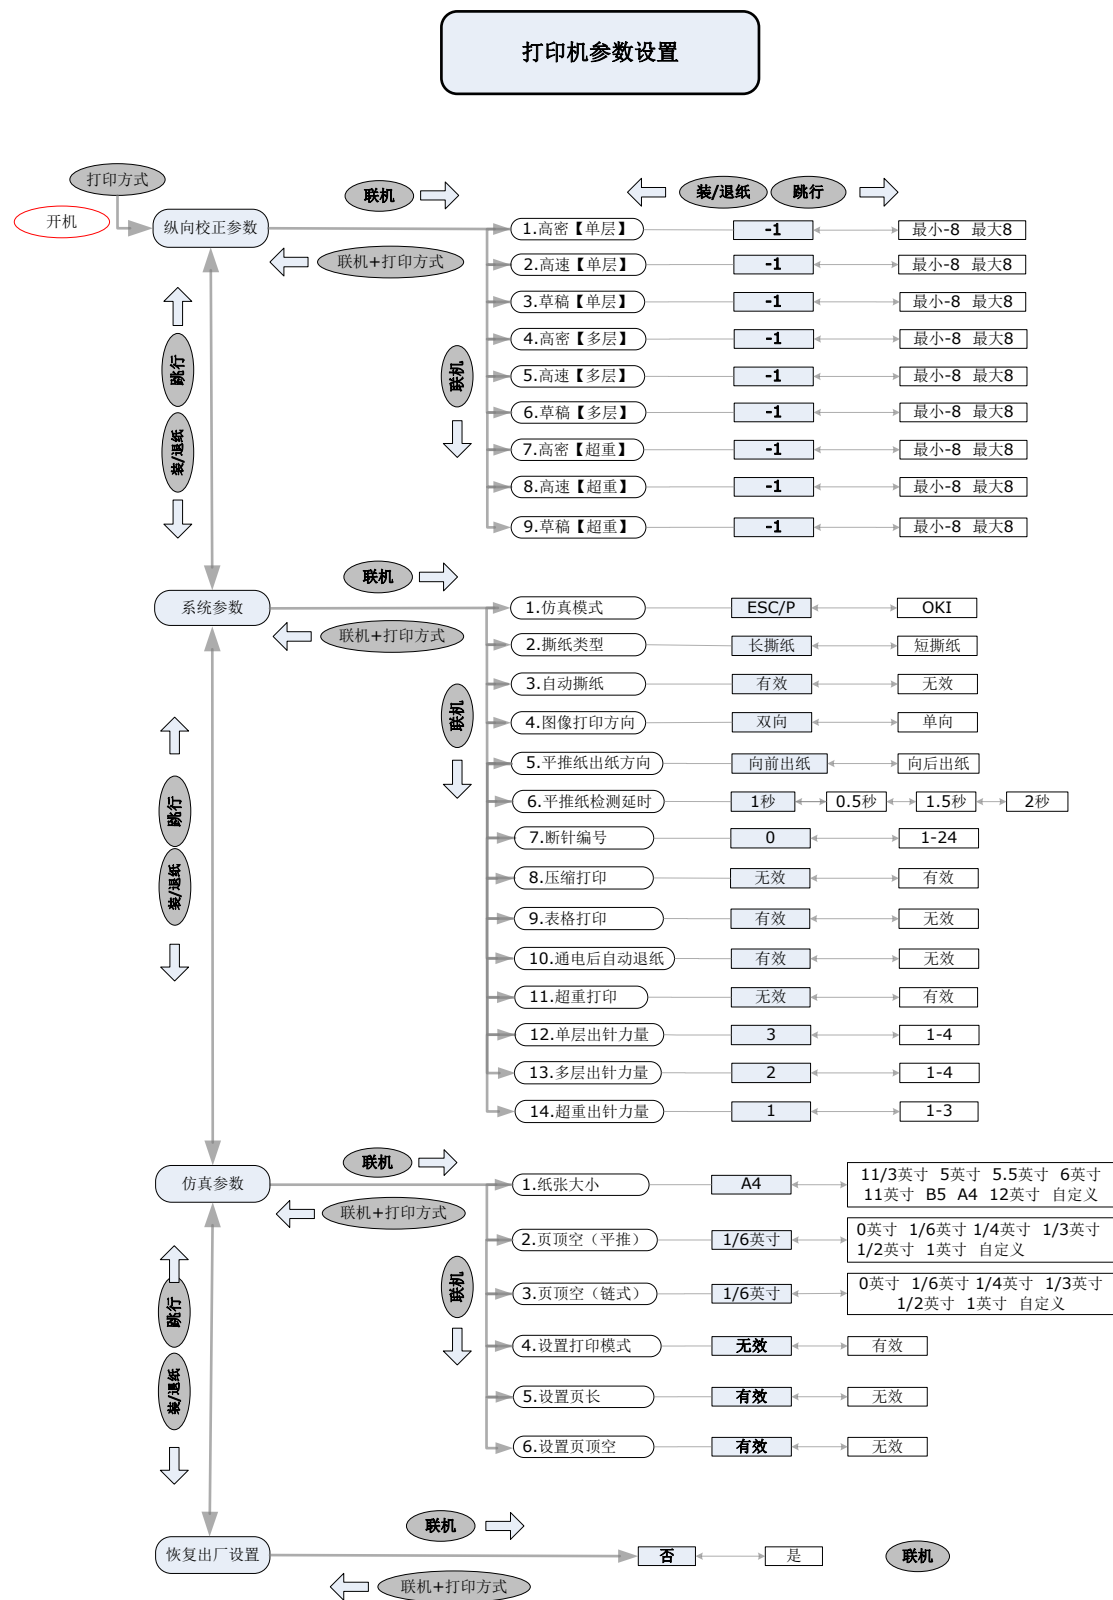 打印机参数设置
打印方式
开机
纵向校正参数
联机
联机+打印方式
装/退纸
跳行
1.高密【单层】 -1 最小-8 最大8
2.高速【单层】 -1 最小-8 最大8
3.草稿【单层】 -1 最小-8 最大8
4.高密【多层】 -1 最小-8 最大8
5.高速【多层】 -1 最小-8 最大8
6.草稿【多层】 -1 最小-8 最大8
7.高密【超重】 -1 最小-8 最大8
8.高速【超重】 -1 最小-8 最大8
9.草稿【超重】 -1 最小-8 最大8
跳行
装/退纸
联机
系统参数
联机
联机+打印方式
1.仿真模式 ESC/P OKI
2.撕纸类型 长撕纸 短撕纸
3.自动撕纸 有效 无效
4.图像打印方向 双向 单向
5.平推纸出纸方向 向前出纸 向后出纸
6.平推纸检测延时 1秒 0.5秒 1.5秒 2秒
7.断针编号 0 1-24
8.压缩打印 无效 有效
9.表格打印 有效 无效
10.通电后自动退纸 有效 无效
11.超重打印 无效 有效
12.单层出针力量 3 1-4
13.多层出针力量 2 1-4
14.超重出针力量 1 1-3
跳行
装/退纸
联机
仿真参数
联机
联机+打印方式
1.纸张大小 A4
11/3英寸 5英寸 5.5英寸 6英寸
11英寸 B5 A4 12英寸 自定义
2.页顶空（平推） 1/6英寸
0英寸 1/6英寸 1/4英寸 1/3英寸
1/2英寸 1英寸 自定义
3.页顶空（链式） 1/6英寸
0英寸 1/6英寸 1/4英寸 1/3英寸
1/2英寸 1英寸 自定义
4.设置打印模式 无效 有效
5.设置页长 有效 无效
6.设置页顶空 有效 无效
跳行
装/退纸
联机
恢复出厂设置
联机
联机+打印方式
否 是
联机